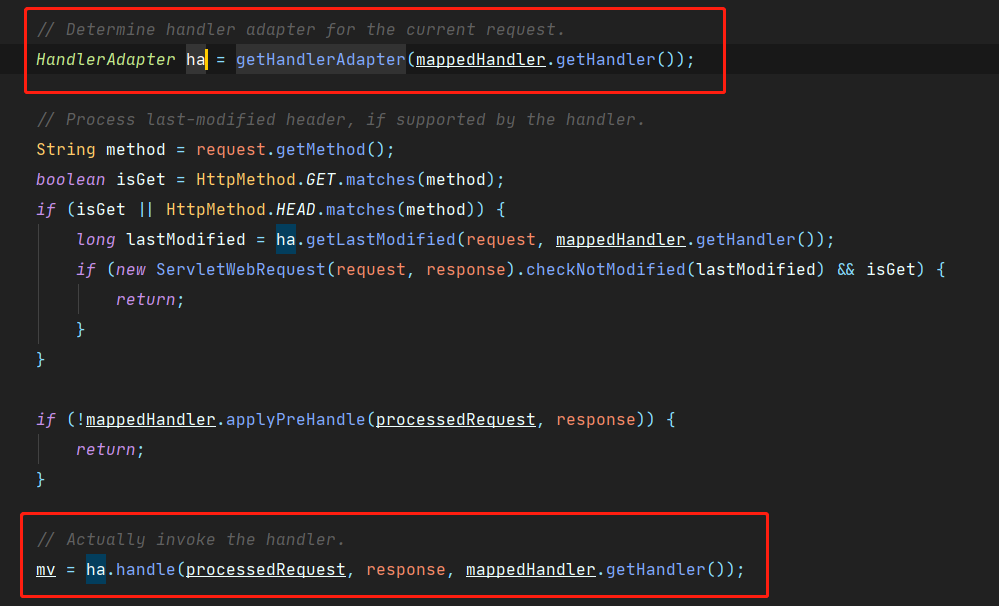 // Determine handler adapter for the current request.
HandlerAdapter ha = getHandlerAdapter(mappedHandler.getHandler());
// Process last-modified header, if supported by the handler.
String method = request.getMethod();
boolean isGet = HttpMethod.GET.matches(method);
if (isGet || HttpMethod.HEAD.matches(method)) {
long lastModified = ha.getLastModified(request, mappedHandler.getHandler());
if (new ServletWebRequest(request, response).checkNotModified(lastModified) && isGet) {
return;
}
}
if (!mappedHandler.applyPreHandle(processedRequest, response)) {
return;
}
// Actually invoke the handler.
mv = ha.handle(processedRequest, response, mappedHandler.getHandler());